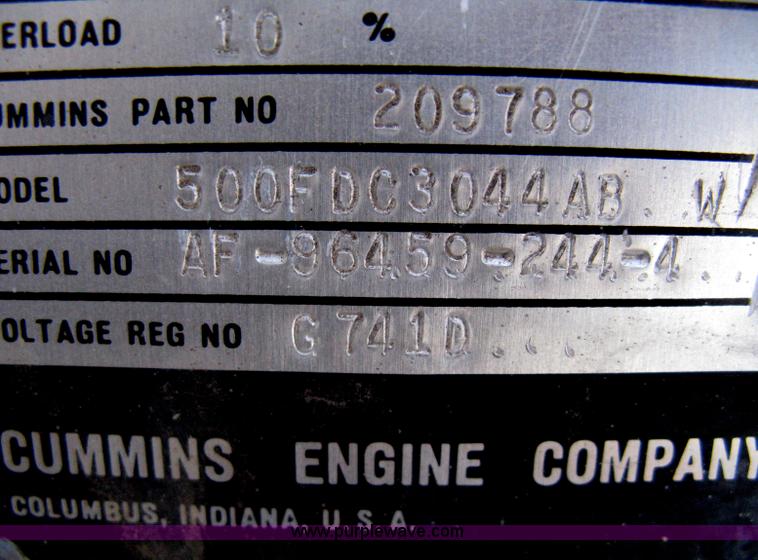 ERLOAD 10 %
UMMINS PART NO 209788
ODEL 500FDC3044AB. W/
ERIAL NO AF-96459-244-4..
OLTAGE REG NO G741D...
CUMMINS ENGINE COMPANY
COLUMBUS, INDIANA U.S.A.
www.purplewave.com